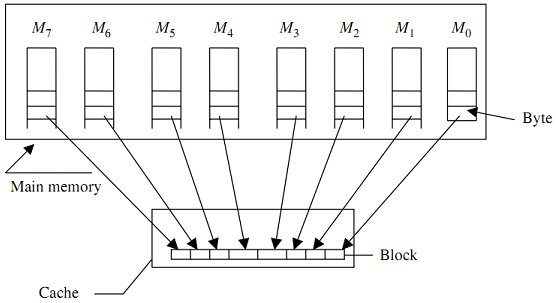 M7 M6 M5 M4 M3 M2 M1 M0
Byte
Main memory
Block
Cache